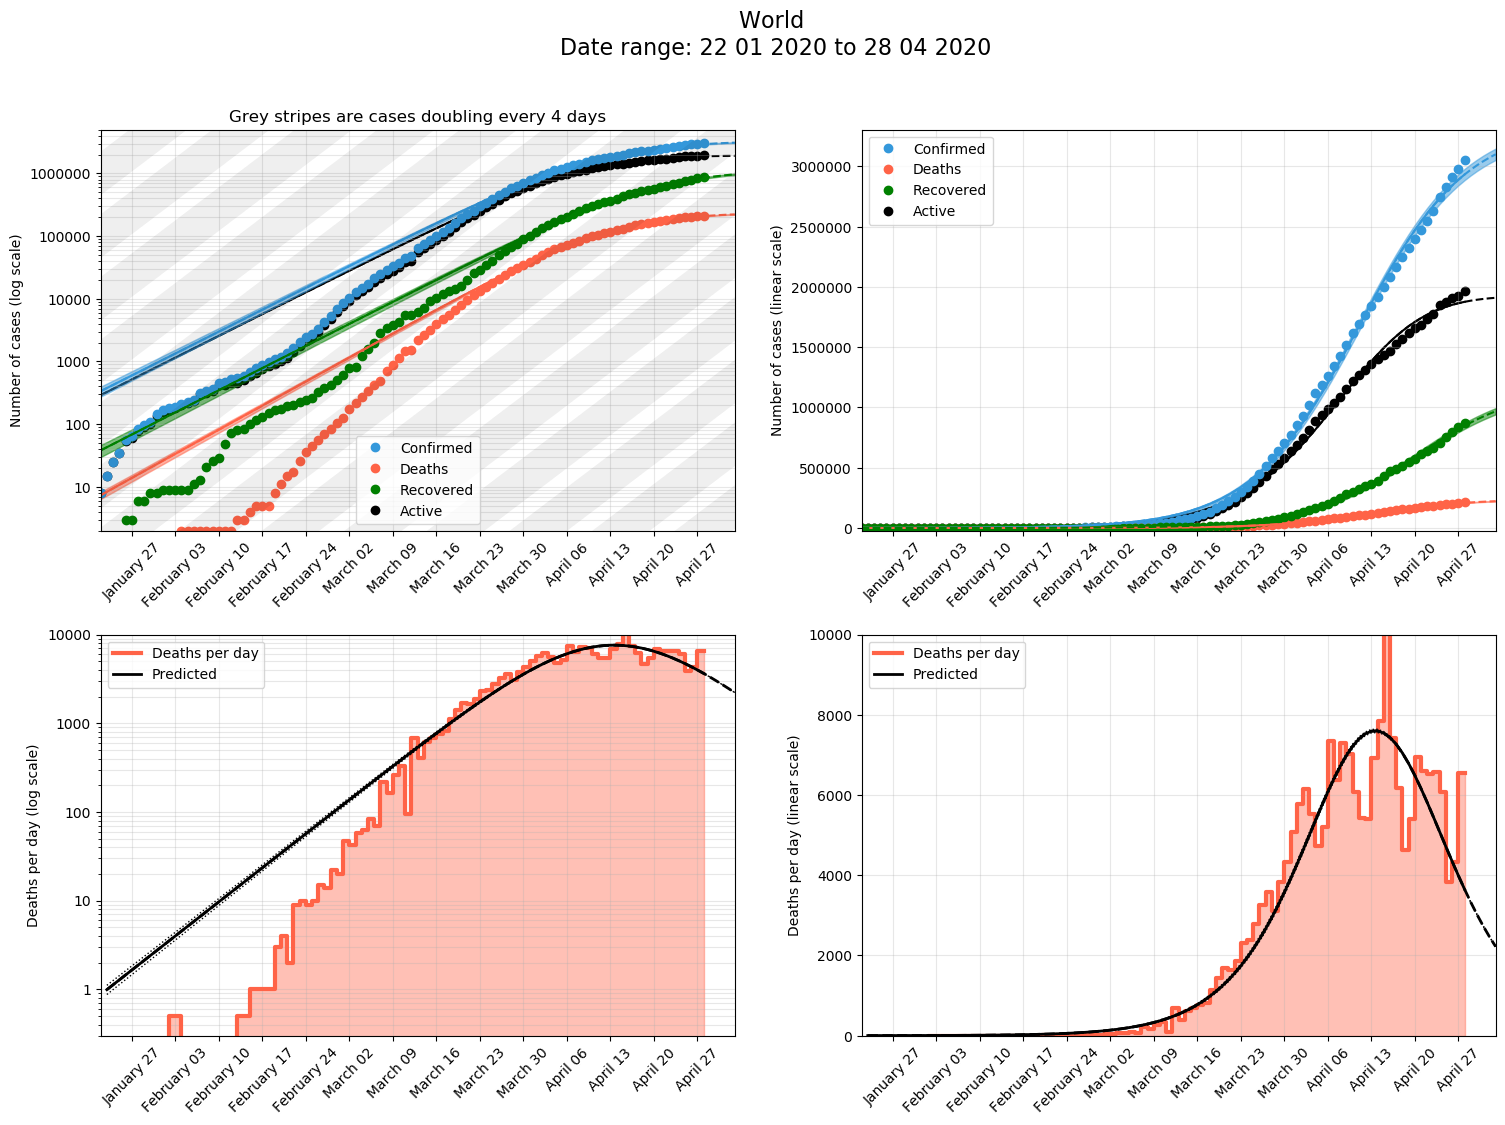 World
Date range: 22 01 2020 to 28 04 2020
Grey stripes are cases doubling every 4 days
Number of cases (log scale)
1000000
100000
10000
1000
100
10
Confirmed
Deaths
Recovered
Active
January 27
February 03
February 10
February 17
February 24
March 02
March 09
March 16
March 23
March 30
April 06
April 13
April 20
April 27
Number of cases (linear scale)
3000000
2500000
2000000
1500000
1000000
500000
0
Confirmed
Deaths
Recovered
Active
January 27
February 03
February 10
February 17
February 24
March 02
March 09
March 16
March 23
March 30
April 06
April 13
April 20
April 27
Deaths per day (log scale)
10000
1000
100
10
1
Deaths per day
Predicted
January 27
February 03
February 10
February 17
February 24
March 02
March 09
March 16
March 23
March 30
April 06
April 13
April 20
April 27
Deaths per day (linear scale)
10000
8000
6000
4000
2000
0
Deaths per day
Predicted
January 27
February 03
February 10
February 17
February 24
March 02
March 09
March 16
March 23
March 30
April 06
April 13
April 20
April 27